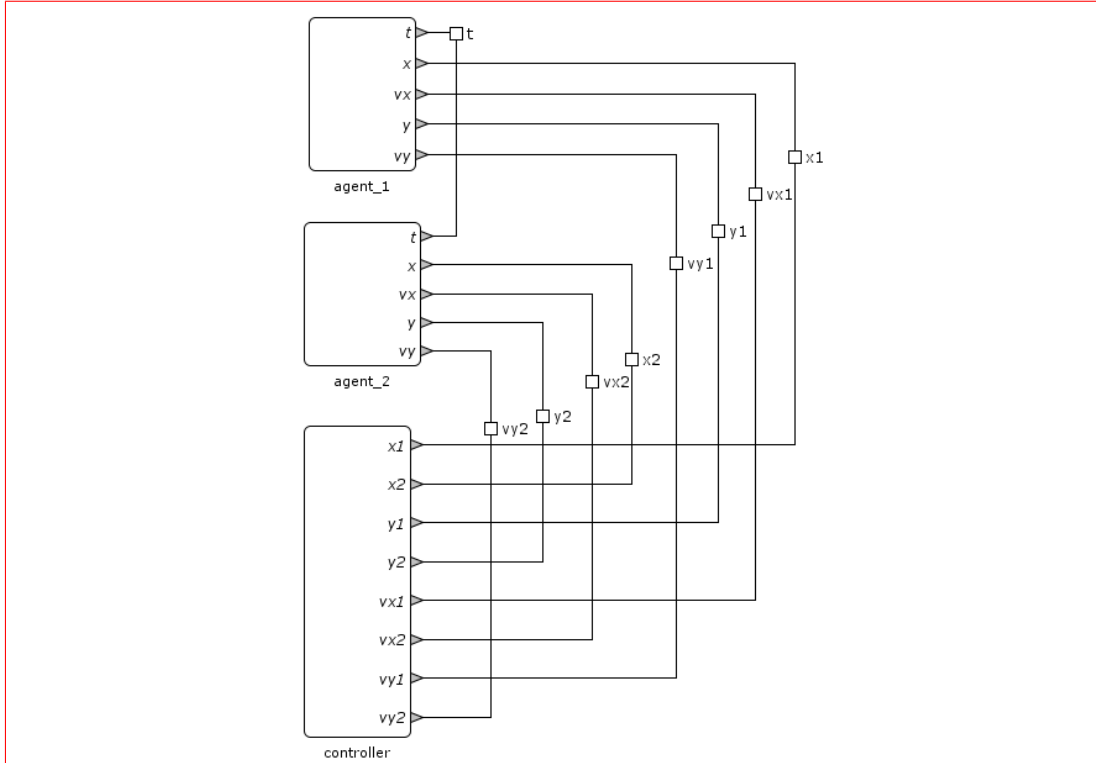 t
t
x
vx
y
vy
x1
agent_1
vx1
y1
t
vy1
x
vx
y
vy
x2
agent_2
vx2
y2
vy2
x1
x2
y1
y2
vx1
vx2
vy1
vy2
controller